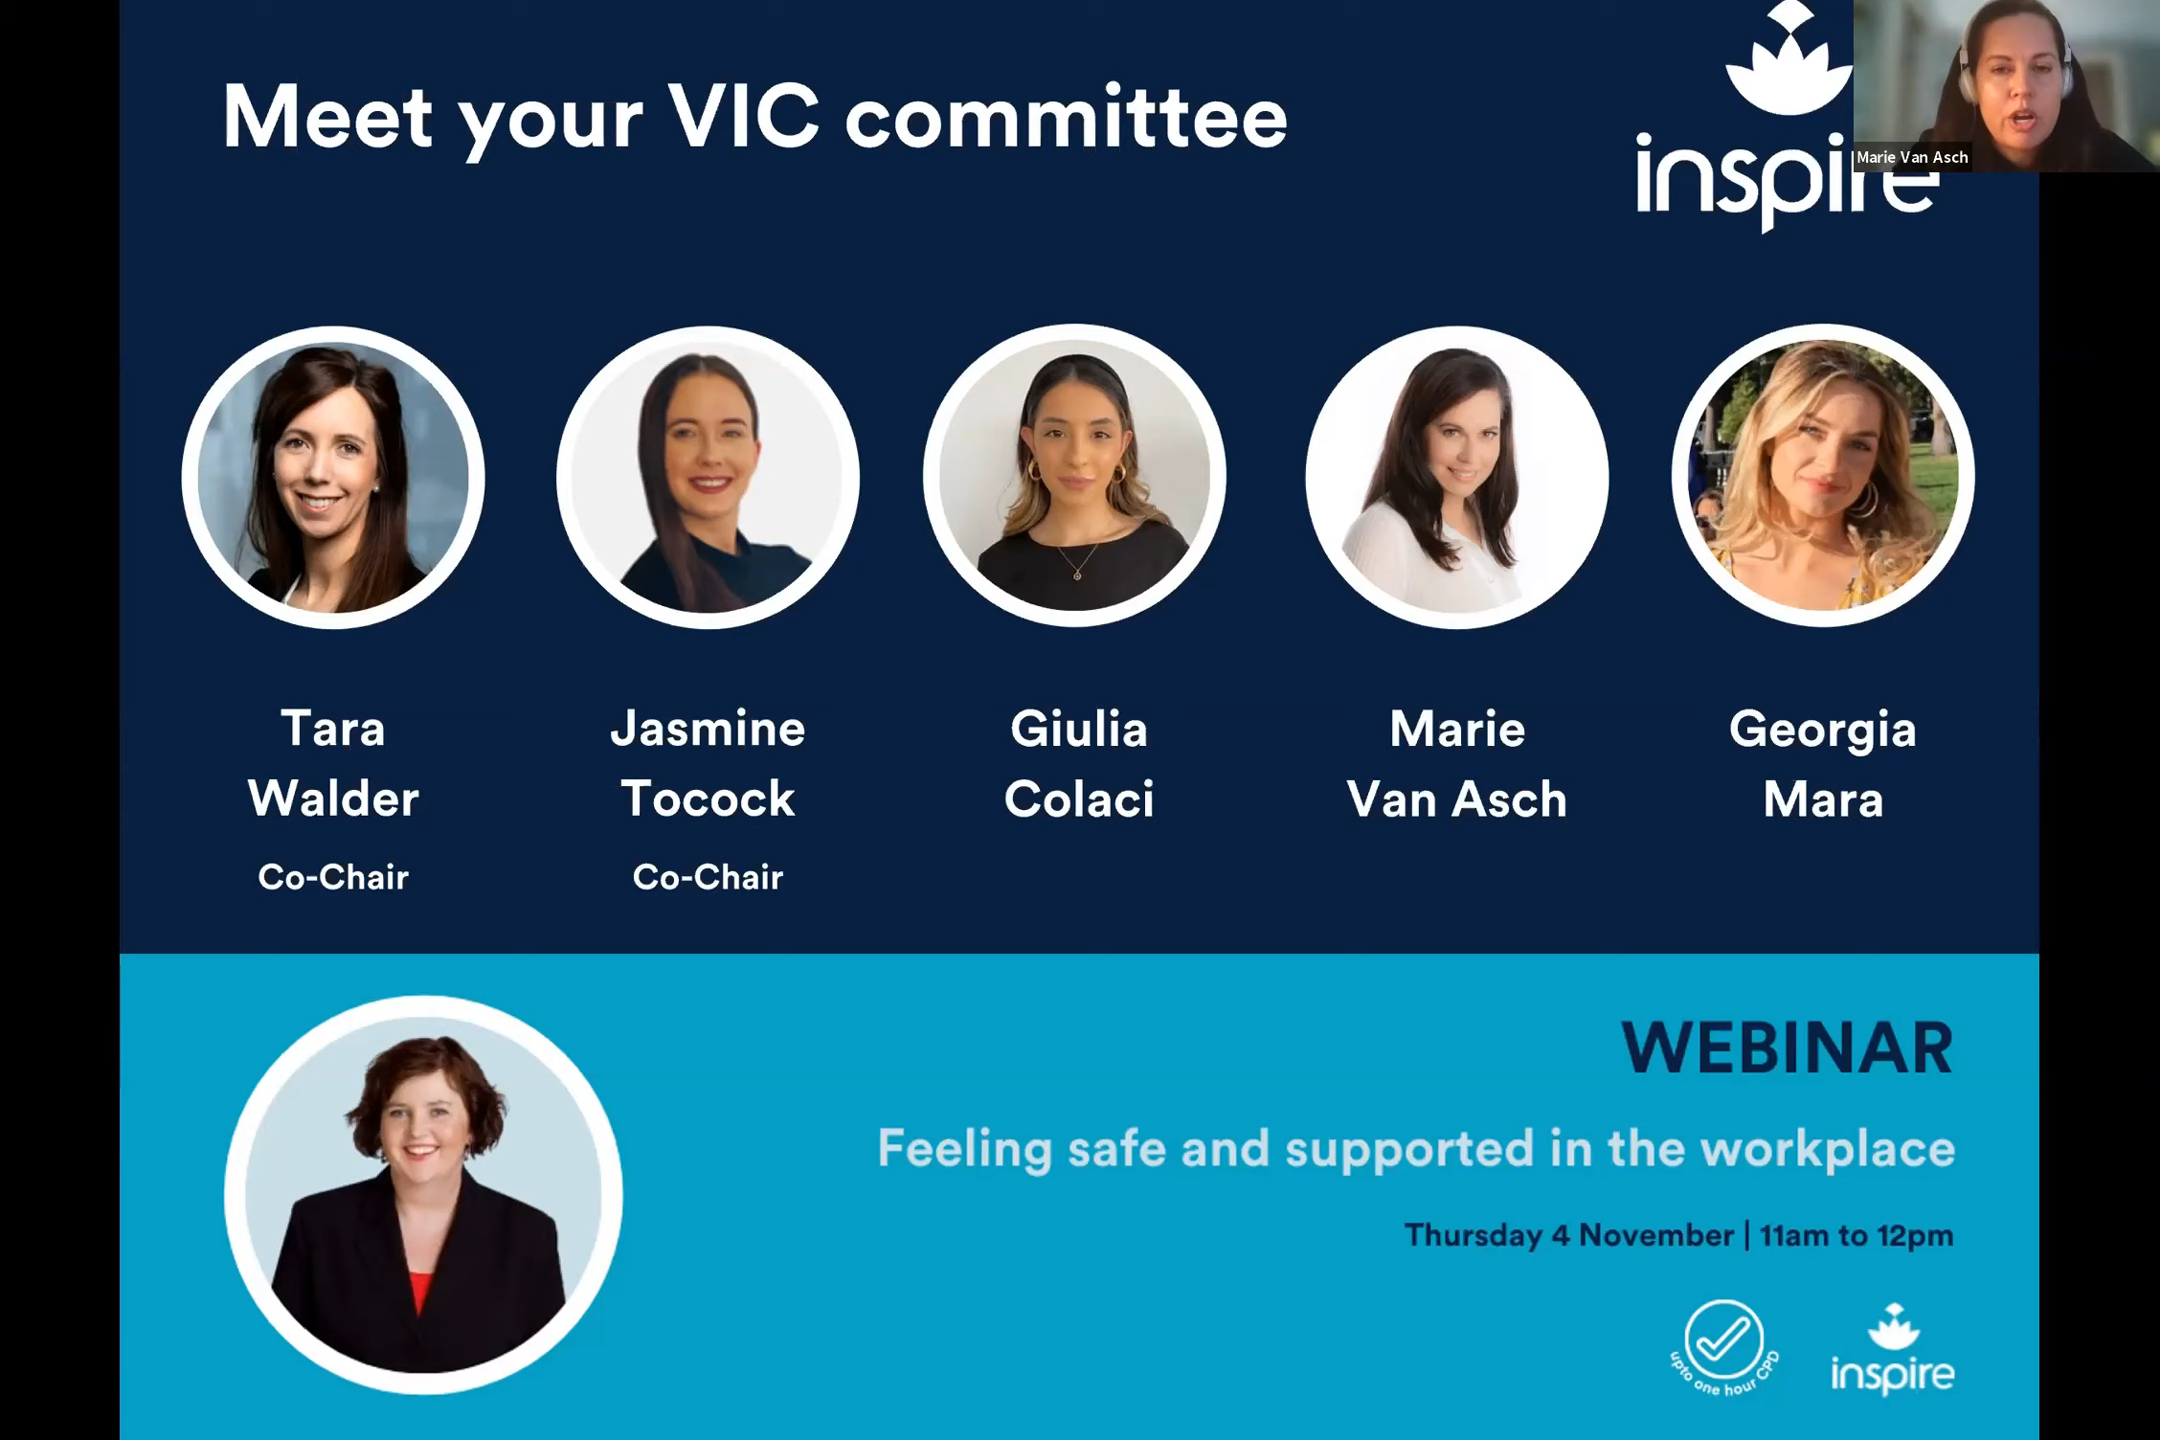 Meet your VIC committee
inspire
Marie Van Asch
Tara
Walder
Co-Chair
Jasmine
Tocock
Co-Chair
Giulia
Colaci
Marie
Van Asch
Georgia
Mara
WEBINAR
Feeling safe and supported in the workplace
Thursday 4 November | 11am to 12pm
upto one hour CPD
inspire